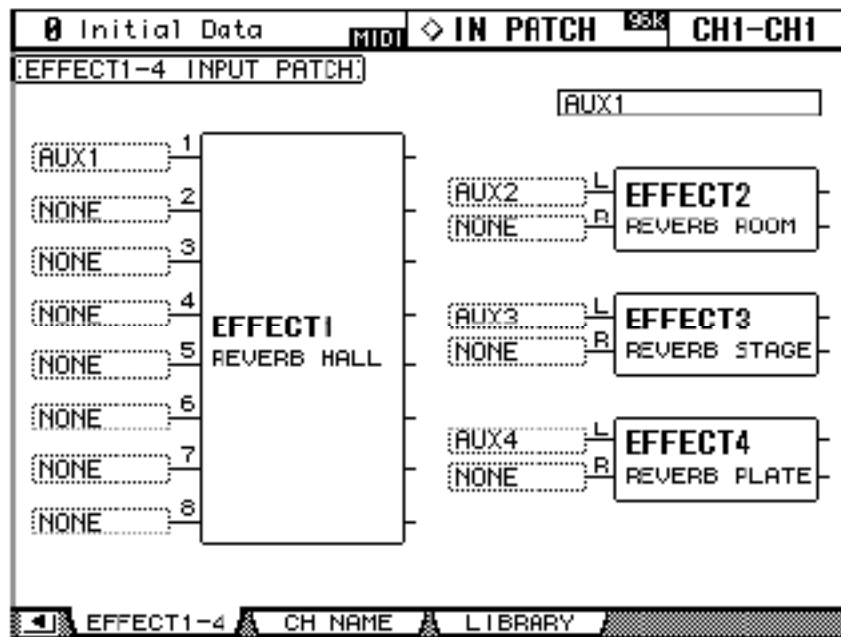 0 Initial Data MIDI ◇ IN PATCH 96K CH1-CH1
EFFECT1-4 INPUT PATCH
AUX1
AUX1 1
NONE 2
NONE 3
NONE 4
NONE 5
NONE 6
NONE 7
NONE 8
EFFECT1
REVERB HALL
AUX2 L
NONE R
EFFECT2
REVERB ROOM
AUX3 L
NONE R
EFFECT3
REVERB STAGE
AUX4 L
NONE R
EFFECT4
REVERB PLATE
EFFECT1-4 CH NAME LIBRARY